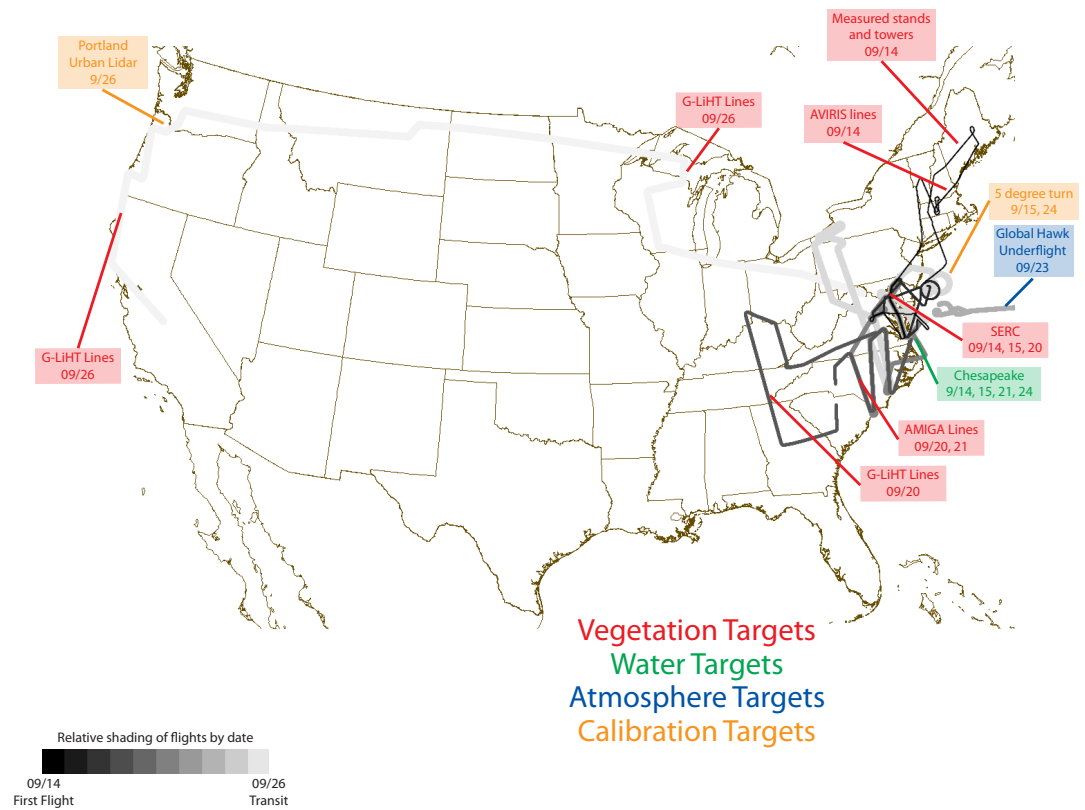 Measured stands
and towers
09/14
Portland
Urban Lidar
9/26
G-LiHT Lines
09/26
AVIRIS lines
09/14
5 degree turn
9/15, 24
Global Hawk
Underflight
09/23
SERC
09/14, 15, 20
G-LiHT Lines
09/26
Chesapeake
9/14, 15, 21, 24
AMIGA Lines
09/20, 21
G-LiHT Lines
09/20
Vegetation Targets
Water Targets
Atmosphere Targets
Calibration Targets
Relative shading of flights by date
09/14
First Flight
09/26
Transit